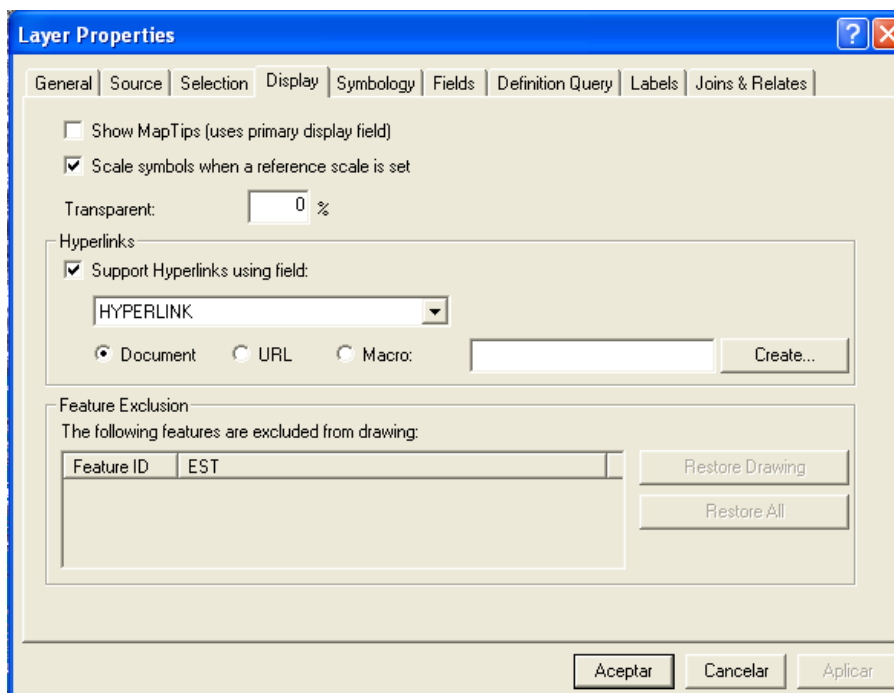 Layer Properties
General Source Selection Display Symbology Fields Definition Query Labels Joins & Relates
Show MapTips (uses primary display field)
Scale symbols when a reference scale is set
Transparent: 0 %
Hyperlinks
Support Hyperlinks using field:
HYPERLINK
Document URL Macro: Create...
Feature Exclusion
The following features are excluded from drawing:
Feature ID EST
Restore Drawing
Restore All
Aceptar Cancelar Aplicar